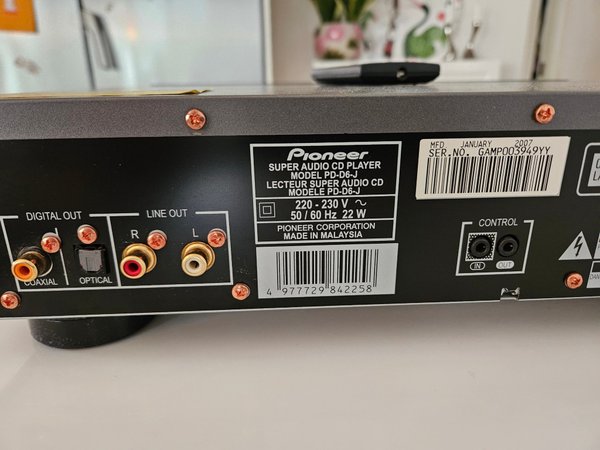 Pioneer
SUPER AUDIO CD PLAYER
MODEL PD-D6-J
LECTEUR SUPER AUDIO CD
MODELE PD-D6-J
220 - 230 V ~
50 / 60 Hz 22 W
PIONEER CORPORATION
MADE IN MALAYSIA
4 977729 842258
MFD. JANUARY 2007
SER.NO. GAMP003949YY
DIGITAL OUT
COAXIAL
OPTICAL
LINE OUT
R
L
CONTROL
IN
OUT